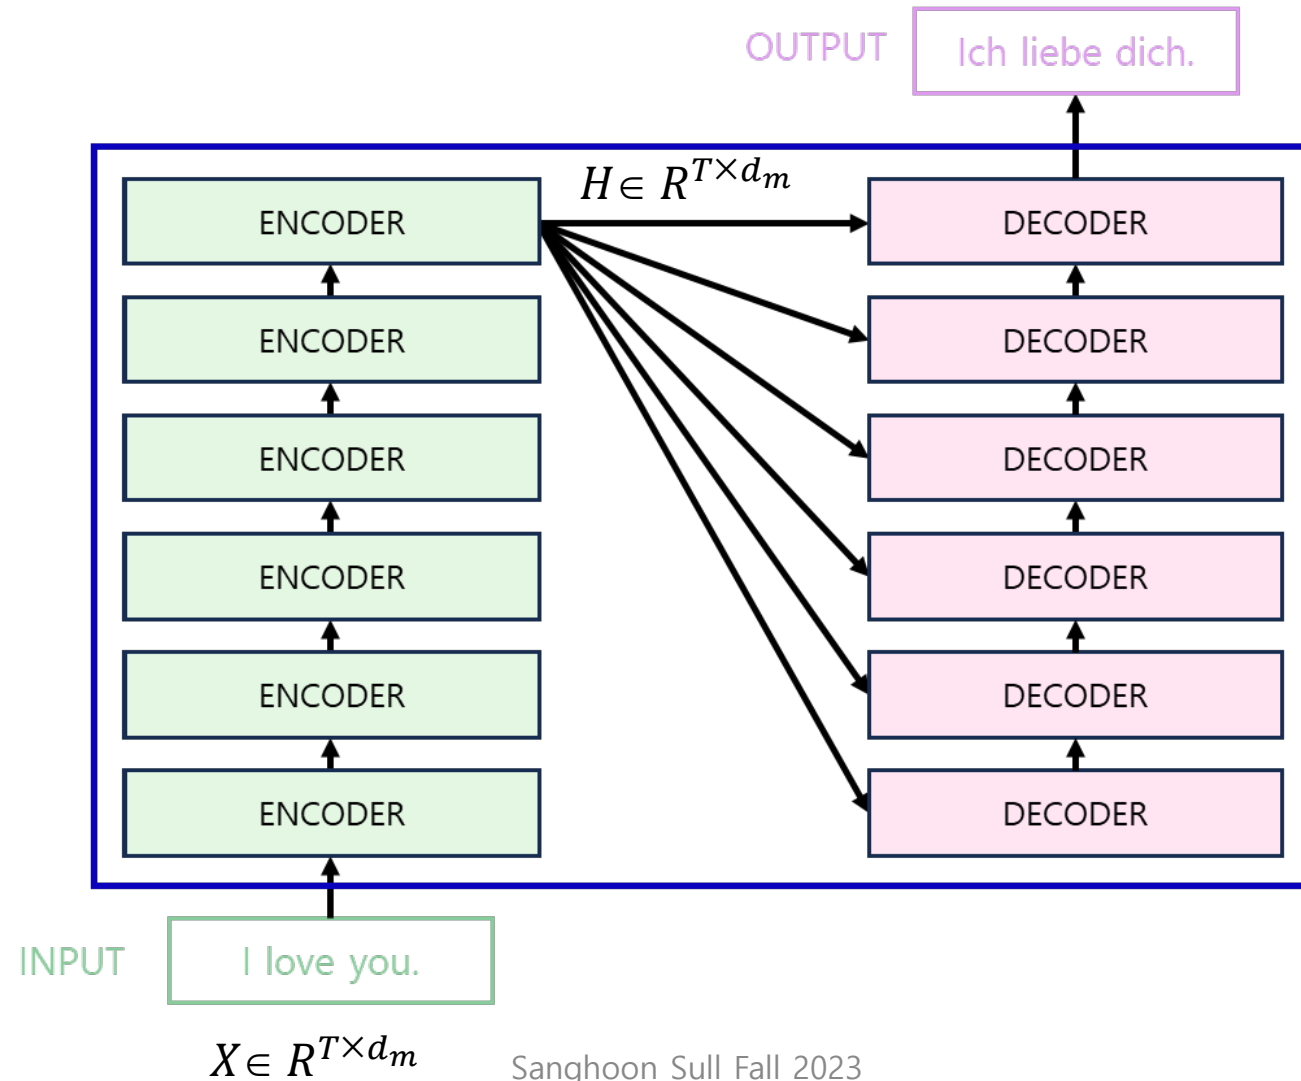 OUTPUT Ich liebe dich.
H ∈ R^{T×d_m}
ENCODER DECODER
ENCODER DECODER
ENCODER DECODER
ENCODER DECODER
ENCODER DECODER
ENCODER DECODER
INPUT I love you.
X ∈ R^{T×d_m}
Sanghoon Sull Fall 2023